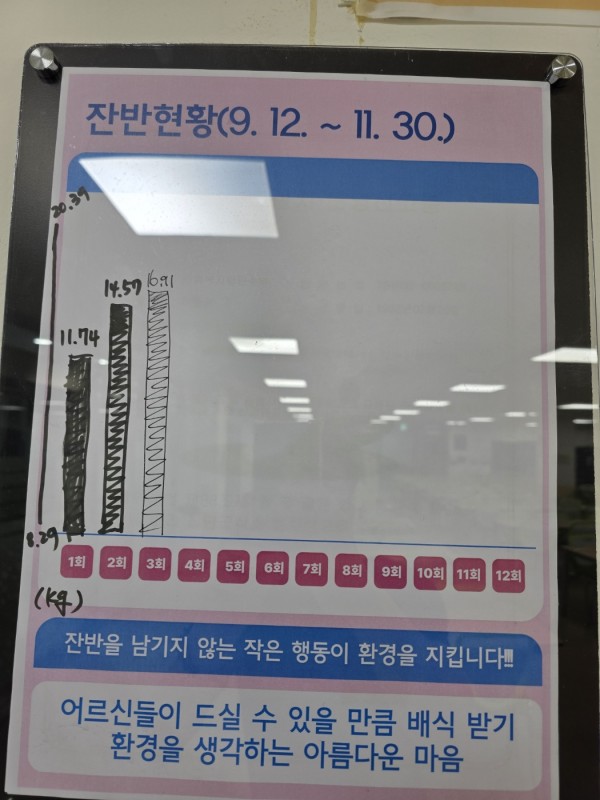 잔반현황(9. 12. ~ 11. 30.)
20.39
11.74
14.57
16.91
8.29
1회 2회 3회 4회 5회 6회 7회 8회 9회 10회 11회 12회
(kg)
잔반을 남기지 않는 작은 행동이 환경을 지킵니다!!!
어르신들이 드실 수 있을 만큼 배식 받기
환경을 생각하는 아름다운 마음